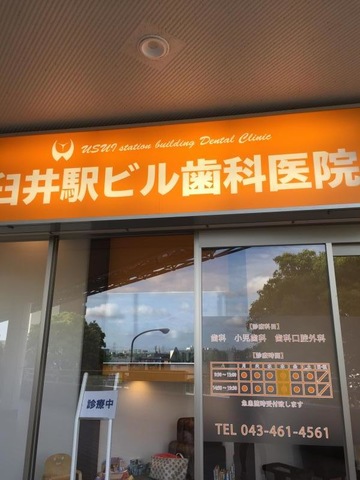 USUI station building Dental Clinic
臼井駅ビル歯科医院
診療中
【診療科目】
歯科 小児歯科 歯科口腔外科
【診療時間】
急患随時受付致します
TEL 043-461-4561